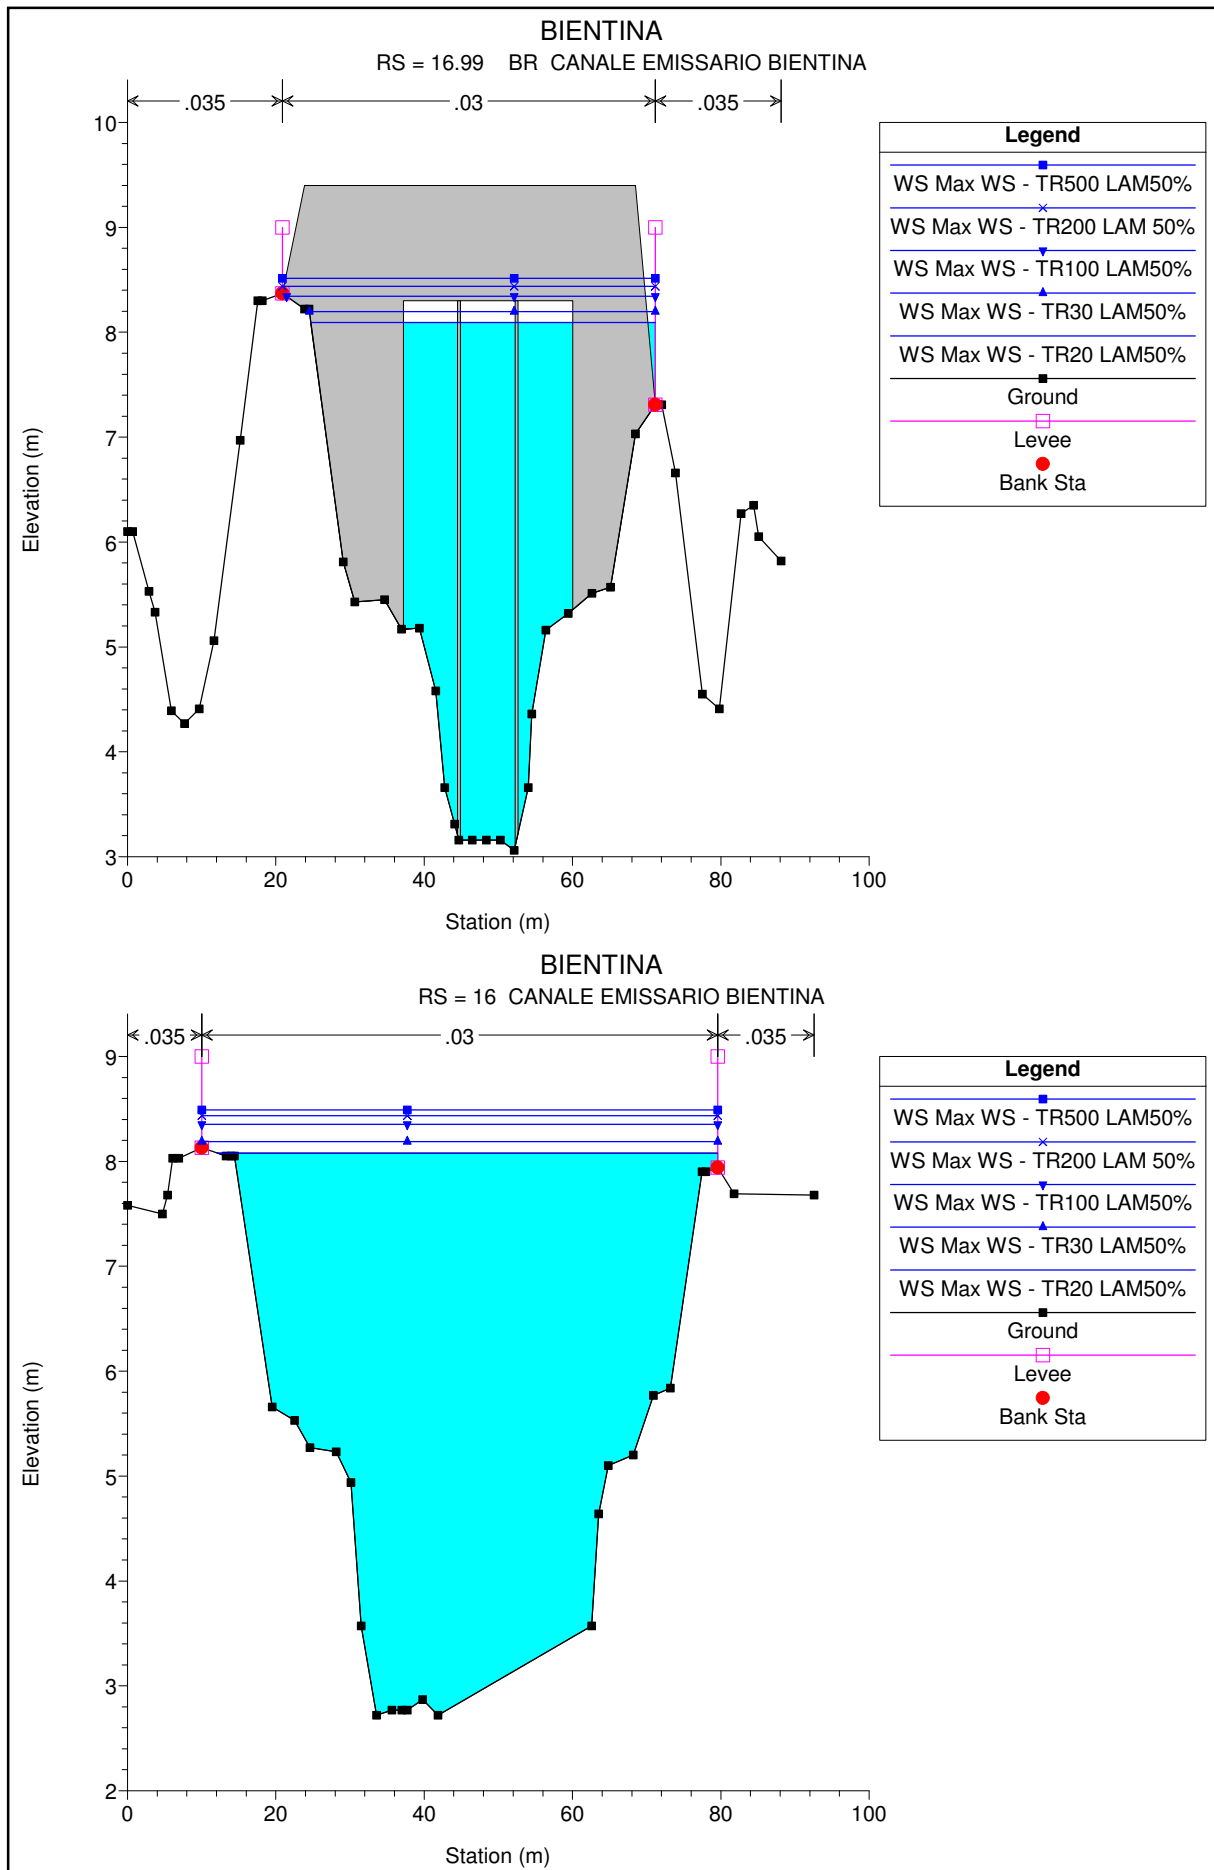 BIENTINA
RS = 16.99    BR  CANALE EMISSARIO BIENTINA
.035
.03
.035
10
9
8
7
6
5
4
3
0
20
40
60
80
100
Elevation (m)
Station (m)
Legend
WS Max WS - TR500 LAM50%
WS Max WS - TR200 LAM 50%
WS Max WS - TR100 LAM50%
WS Max WS - TR30 LAM50%
WS Max WS - TR20 LAM50%
Ground
Levee
Bank Sta
BIENTINA
RS = 16  CANALE EMISSARIO BIENTINA
.035
.03
.035
9
8
7
6
5
4
3
2
0
20
40
60
80
100
Elevation (m)
Station (m)
Legend
WS Max WS - TR500 LAM50%
WS Max WS - TR200 LAM 50%
WS Max WS - TR100 LAM50%
WS Max WS - TR30 LAM50%
WS Max WS - TR20 LAM50%
Ground
Levee
Bank Sta